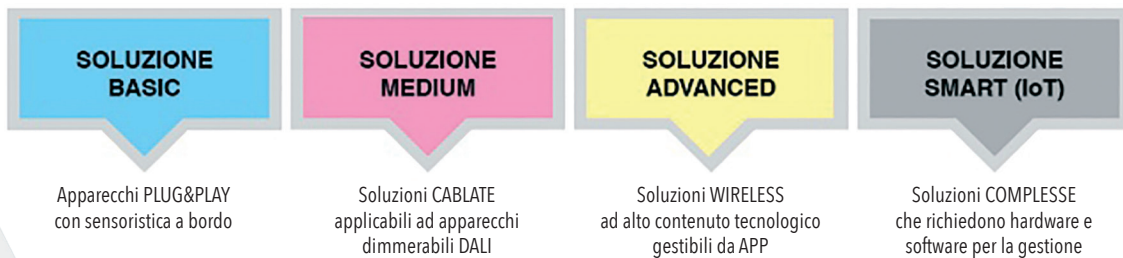 SOLUZIONE
BASIC
Apparecchi PLUG&PLAY
con sensoristica a bordo
SOLUZIONE
MEDIUM
Soluzioni CABLATE
applicabili ad apparecchi
dimmerabili DALI
SOLUZIONE
ADVANCED
Soluzioni WIRELESS
ad alto contenuto tecnologico
gestibili da APP
SOLUZIONE
SMART (IoT)
Soluzioni COMPLESSE
che richiedono hardware e
software per la gestione